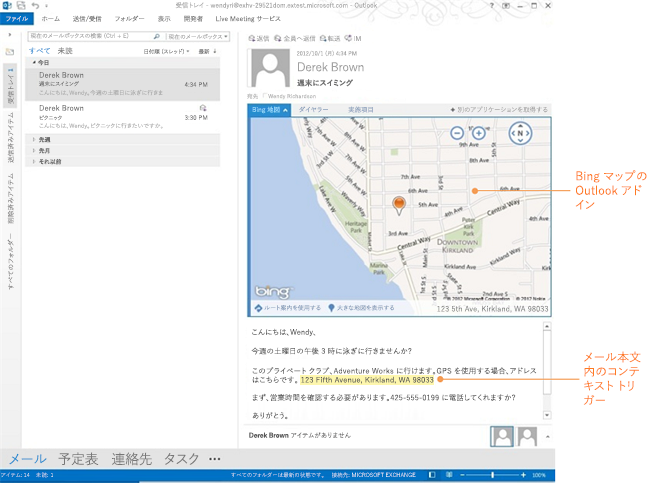 受信トレイ - wendyri@exhv-29521dom.extest.microsoft.com - Outlook
ファイル ホーム 送信/受信 フォルダー 表示 開発者 Live Meeting サービス
現在のメールボックスの検索 (Ctrl + E) 現在のメールボックス
すべて 未読 日付順 (スレッド) 最新 ↓
今日
Derek Brown
週末にスイミング 4:34 PM
こんにちは、Wendy、今週の土曜日に泳ぎに行きま
Derek Brown
ピクニック 3:30 PM
こんにちは、Wendy、ピクニックに行きたいですか。
先週
先月
それ以前
受信トレイ 1
送信済みアイテム
削除済みアイテム
すべてのフォルダー
返信 全員へ返信 転送 IM
2012/10/1 (月) 4:34 PM
Derek Brown
週末にスイミング
宛先 Wendy Richardson
Bing 地図 ダイヤラー 実施項目 + 別のアプリケーションを取得する
9th Ave
8th Ave
7th Ave
7th Ave W
6th Ave
6th Ave
5th Ave
3rd Ave
Waverly Way
Lake Ave W
Market St
Heritage Park
Marina Park
Central Way
Central Way
Peter Kirk Park
DOWNTOWN KIRKLAND
Kirkland Ave
N
bing
© 2012 Microsoft Corporation
ルート案内を使用する 大きな地図を表示する 123 5th Ave, Kirkland, WA 98033
こんにちは、Wendy、
今週の土曜日の午後 3 時に泳ぎに行きませんか?
このプライベート クラブ、Adventure Works に行けます。GPS を使用する場合、アドレス
はこちらです。 123 Fifth Avenue, Kirkland, WA 98033
まず、営業時間を確認する必要があります。425-555-0199 に電話してくれますか?
ありがとう。
Derek Brown アイテムがありません
メール 予定表 連絡先 タスク •••
アイテム: 14 未読: 1 すべてのフォルダーは最新の状態です。 接続先: MICROSOFT EXCHANGE 100%
Bing マップの
Outlook アド
イン
メール本文
内のコンテ
キスト トリ
ガー